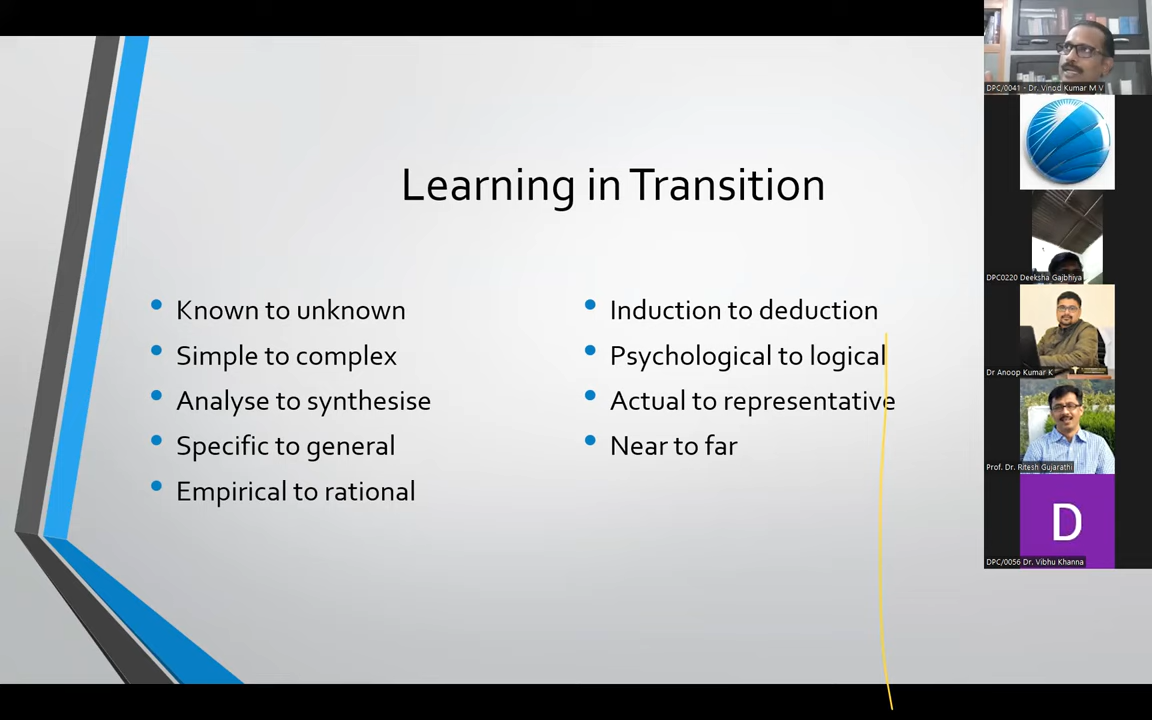 Learning in Transition
Known to unknown
Simple to complex
Analyse to synthesise
Specific to general
Empirical to rational
Induction to deduction
Psychological to logical
Actual to representative
Near to far
DPC/0041 - Dr. Vinod Kumar M V
DPC0220 Deeksha Gajbhiya
Dr Anoop Kumar K
Prof. Dr. Ritesh Gujarathi
D
DPC/0056 Dr. Vibhu Khanna